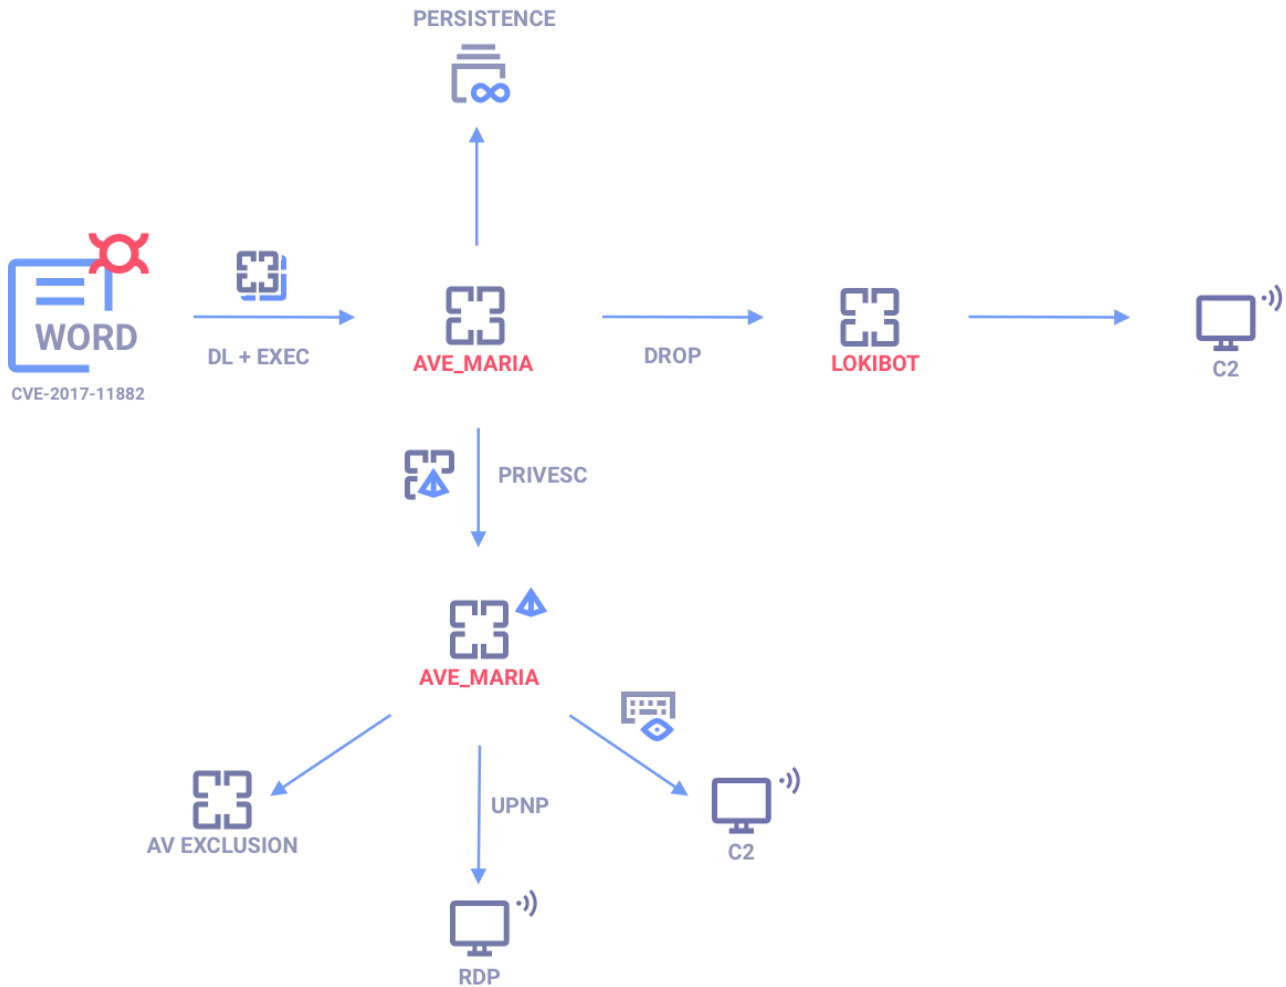 PERSISTENCE
WORD
CVE-2017-11882
DL + EXEC
AVE_MARIA
DROP
LOKIBOT
C2
PRIVESC
AVE_MARIA
AV EXCLUSION
UPNP
C2
RDP